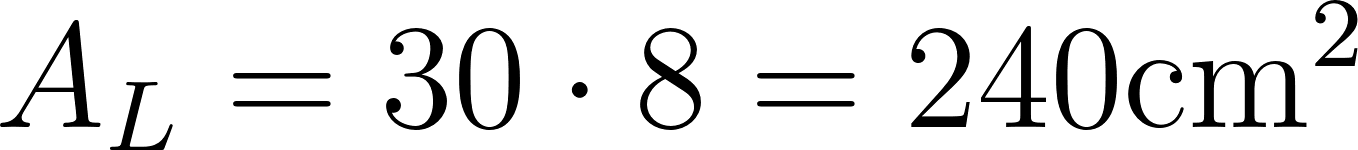 A_L = 30 · 8 = 240cm²